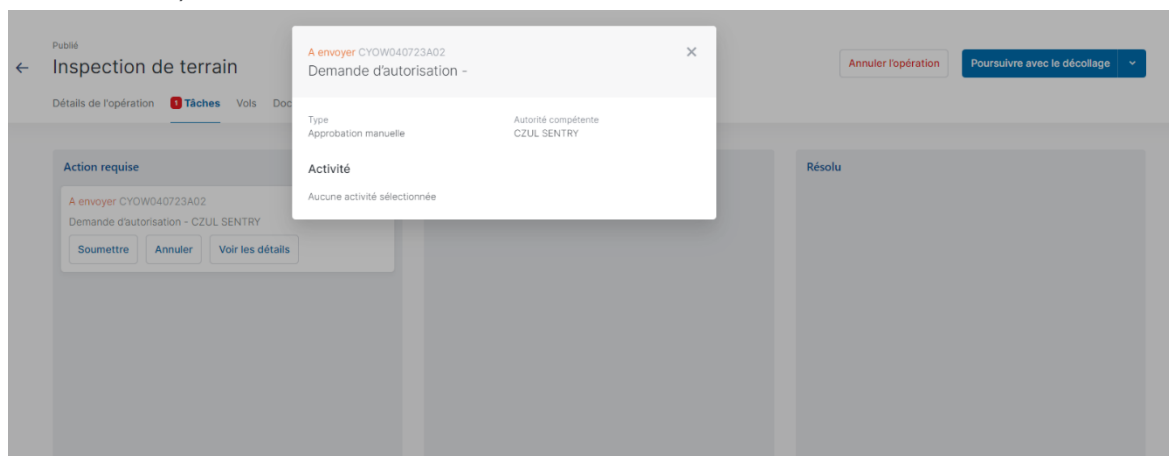 Publié
Inspection de terrain
Annuler l'opération
Poursuivre avec le décollage
Détails de l'opération
1 Tâches
Vols
Doc
A envoyer CYOW040723A02
Demande d'autorisation -
Type
Approbation manuelle
Autorité compétente
CZUL SENTRY
Activité
Aucune activité sélectionnée
Action requise
A envoyer CYOW040723A02
Demande d'autorisation - CZUL SENTRY
Soumettre
Annuler
Voir les détails
Résolu